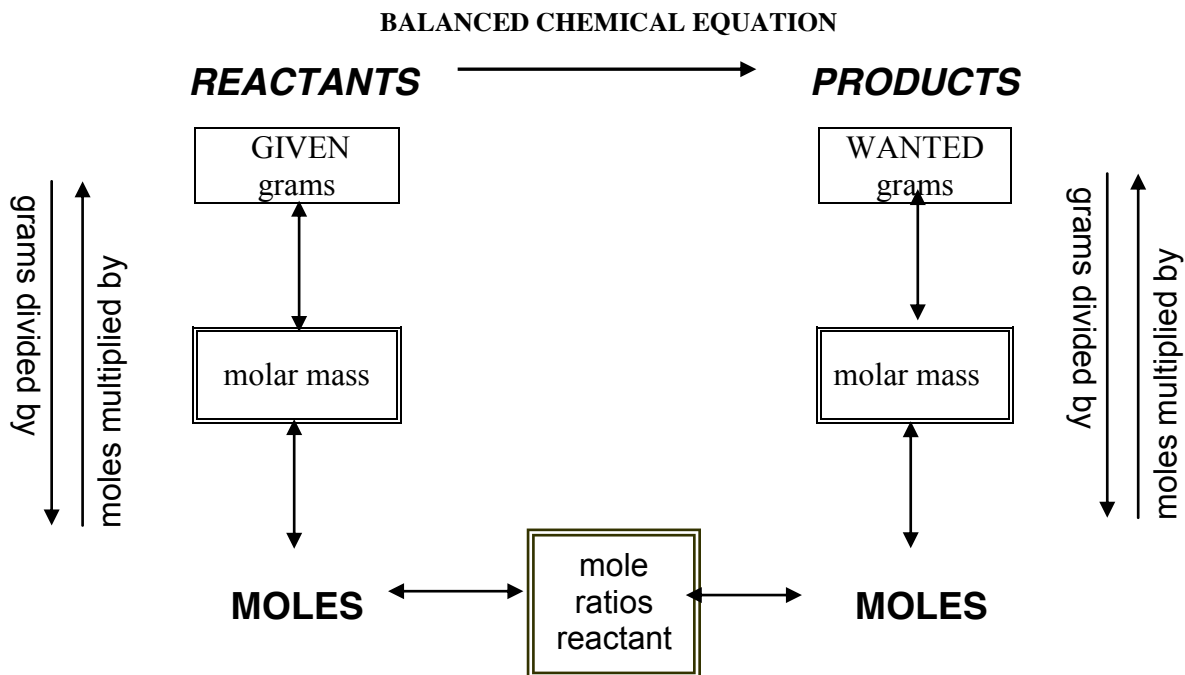 BALANCED CHEMICAL EQUATION
REACTANTS
PRODUCTS
GIVEN
grams
WANTED
grams
grams divided by
moles multiplied by
molar mass
molar mass
grams divided by
moles multiplied by
MOLES
mole
ratios
reactant
MOLES